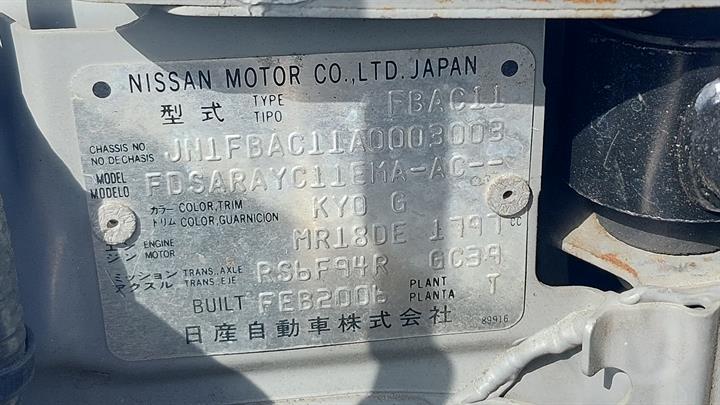 NISSAN MOTOR CO.,LTD. JAPAN
型式 TYPE TIPO FBAC11
CHASSIS NO. NO.DECHASIS JN1FBAC11A0003003
MODEL MODELO FDSARAYC11EMA-AC--
カラー トリム COLOR,TRIM COLOR,GUARNICION KYO G
エンジン ENGINE MOTOR MR18DE 1797 CC
ミッション アクスル TRANS.AXLE TRANS.EJE RS6F94R GC39
BUILT FEB2006 PLANT PLANTA T
日産自動車株式会社 89916